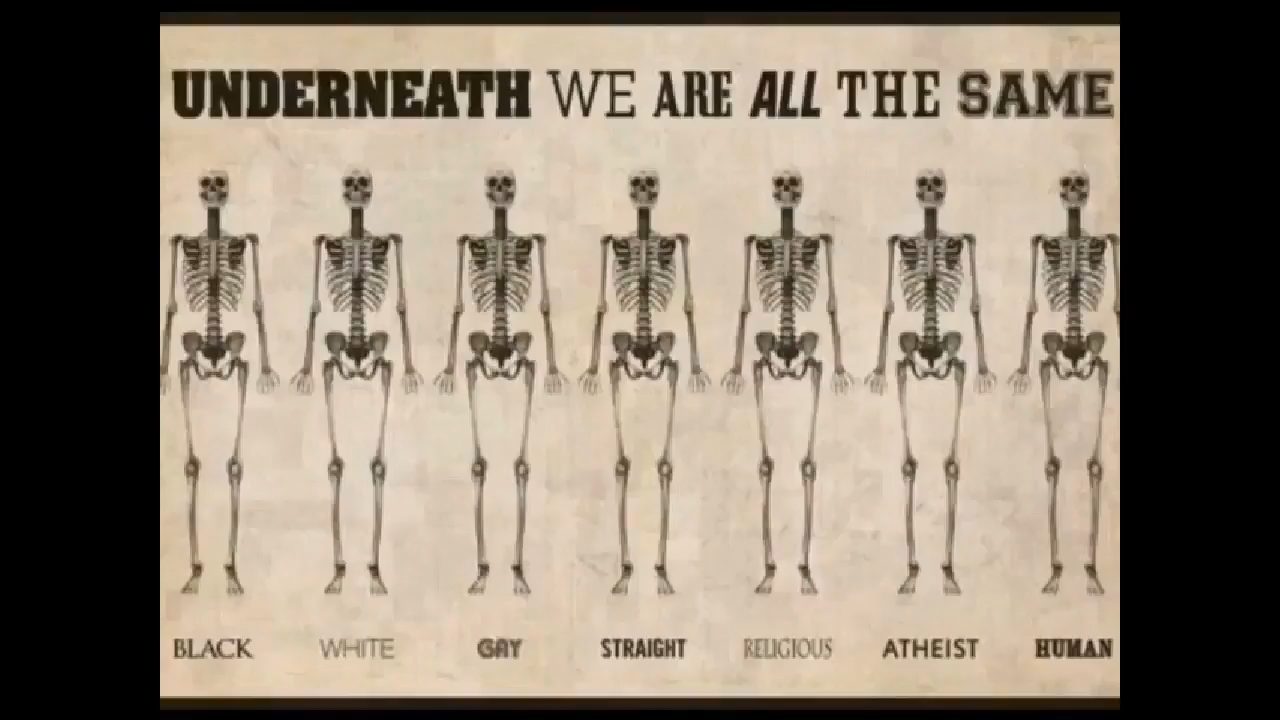 UNDERNEATH WE ARE ALL THE SAME
BLACK WHITE GAY STRAIGHT RELIGIOUS ATHEIST HUMAN